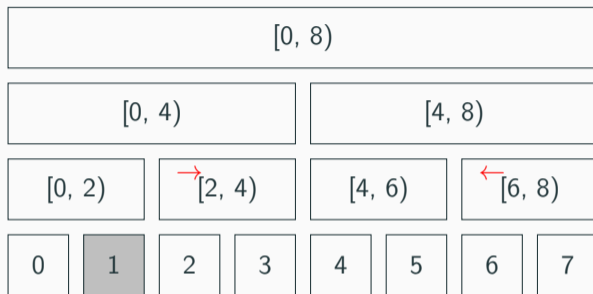 [0, 8)
[0, 4) [4, 8)
[0, 2) → [2, 4) [4, 6) ← [6, 8)
0 1 2 3 4 5 6 7